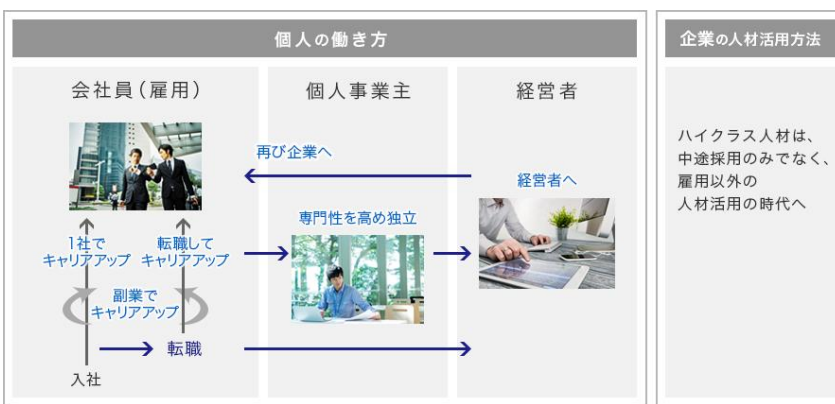 個人の働き方
会社員(雇用)
個人事業主
経営者
再び企業へ
経営者へ
専門性を高め独立
1社で
キャリアアップ
転職して
キャリアアップ
副業で
キャリアアップ
転職
入社
企業の人材活用方法
ハイクラス人材は、
中途採用のみでなく、
雇用以外の
人材活用の時代へ